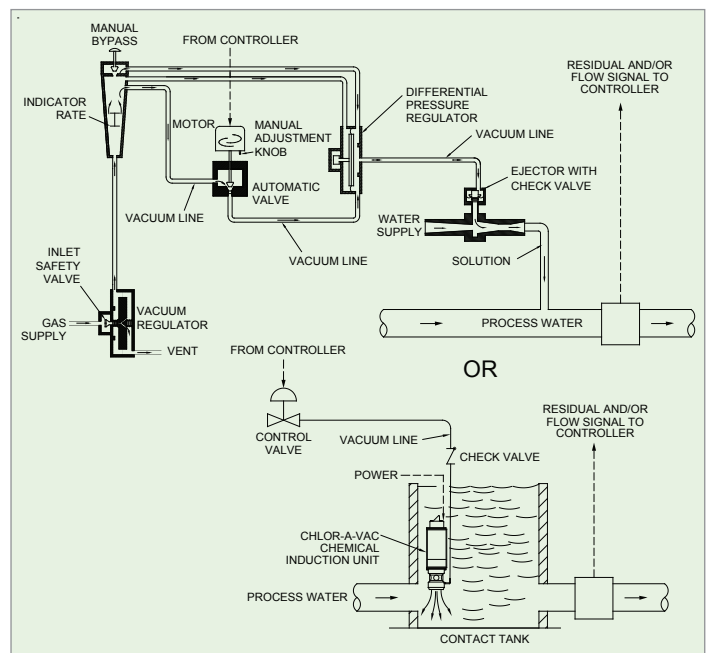 MANUAL
BYPASS
FROM CONTROLLER
RESIDUAL AND/OR
FLOW SIGNAL TO
CONTROLLER
INDICATOR
RATE
MOTOR
MANUAL
ADJUSTMENT
KNOB
DIFFERENTIAL
PRESSURE
REGULATOR
VACUUM LINE
AUTOMATIC
VALVE
EJECTOR WITH
CHECK VALVE
VACUUM LINE
WATER
SUPPLY
VACUUM LINE
SOLUTION
INLET
SAFETY
VALVE
VACUUM
REGULATOR
GAS
SUPPLY
VENT
PROCESS WATER
OR
FROM CONTROLLER
CONTROL
VALVE
VACUUM LINE
RESIDUAL AND/OR
FLOW SIGNAL TO
CONTROLLER
CHECK VALVE
POWER
CHLOR-A-VAC
CHEMICAL
INDUCTION UNIT
PROCESS WATER
CONTACT TANK